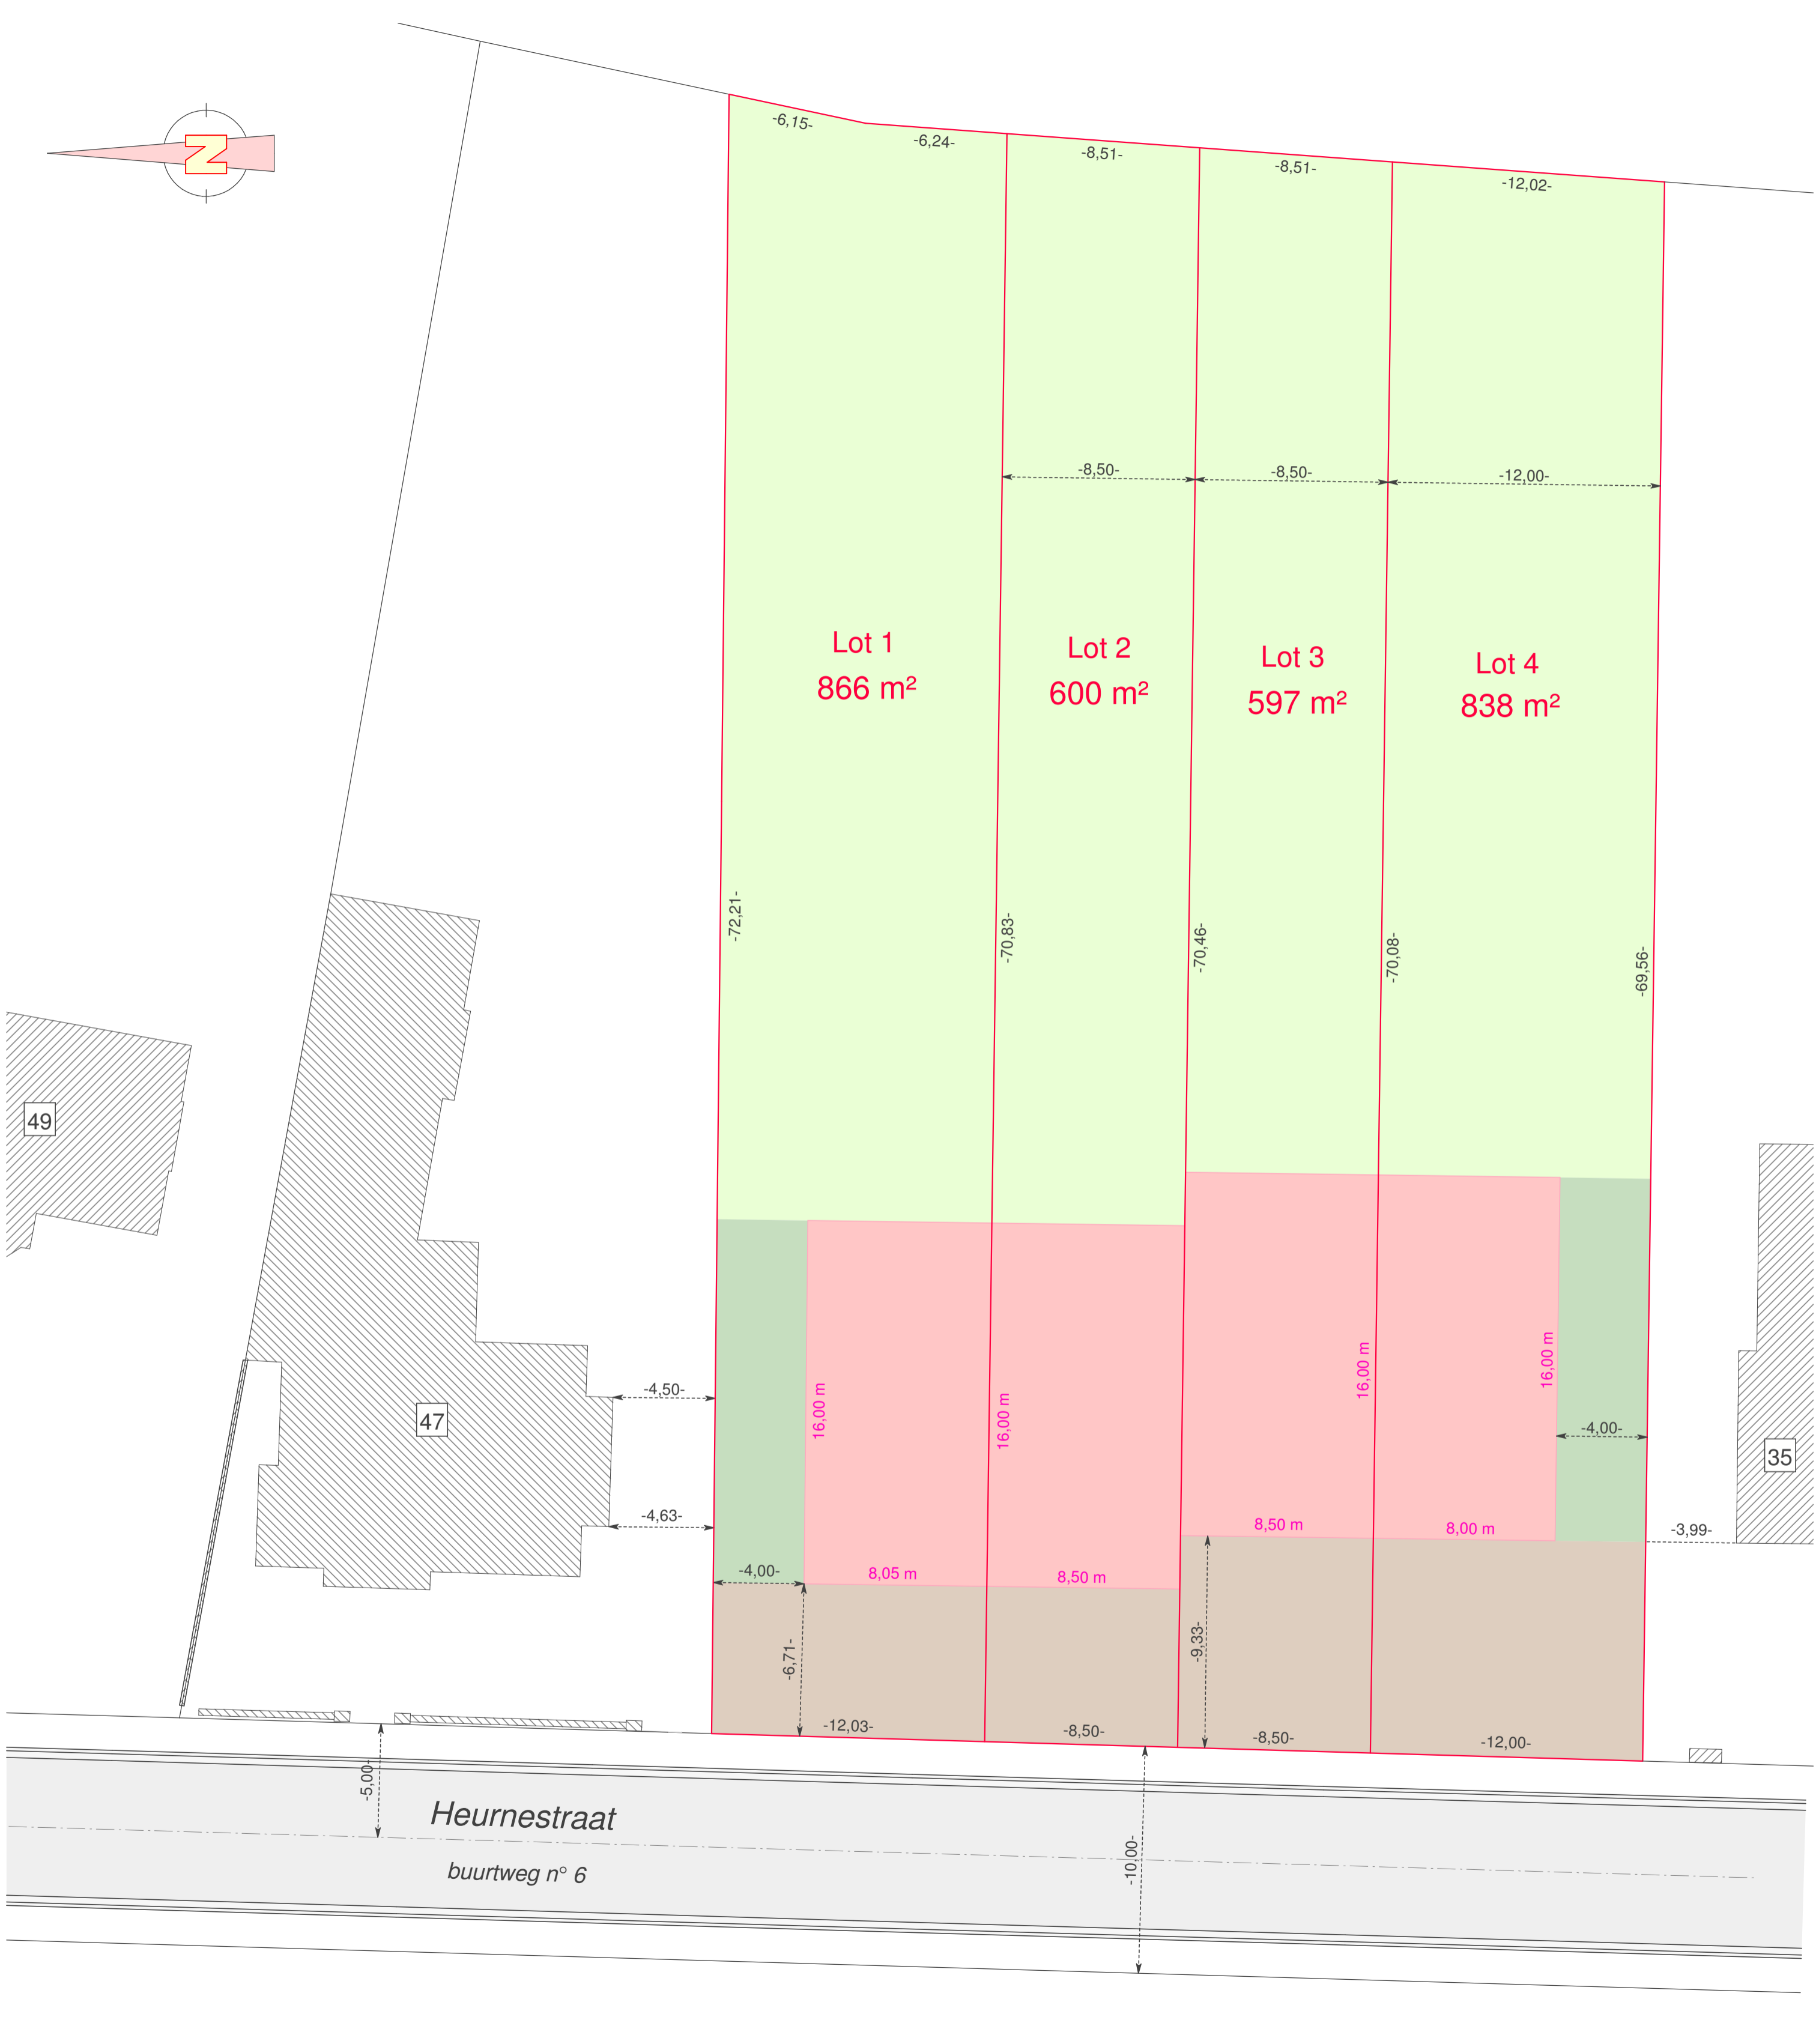 -6,15-
-6,24-
-8,51-
-8,51-
-12,02-
N
-8,50-
-8,50-
-12,00-
Lot 1
866 m²
Lot 2
600 m²
Lot 3
597 m²
Lot 4
838 m²
-72,21-
-70,83-
-70,46-
-70,08-
-69,56-
49
47
35
-4,50-
-4,63-
16,00 m
16,00 m
16,00 m
16,00 m
-4,00-
-3,99-
8,50 m
8,00 m
-4,00-
8,05 m
8,50 m
-6,71-
-9,33-
-12,03-
-8,50-
-8,50-
-12,00-
-5,00-
Heurnestraat
-10,00-
buurtweg n° 6